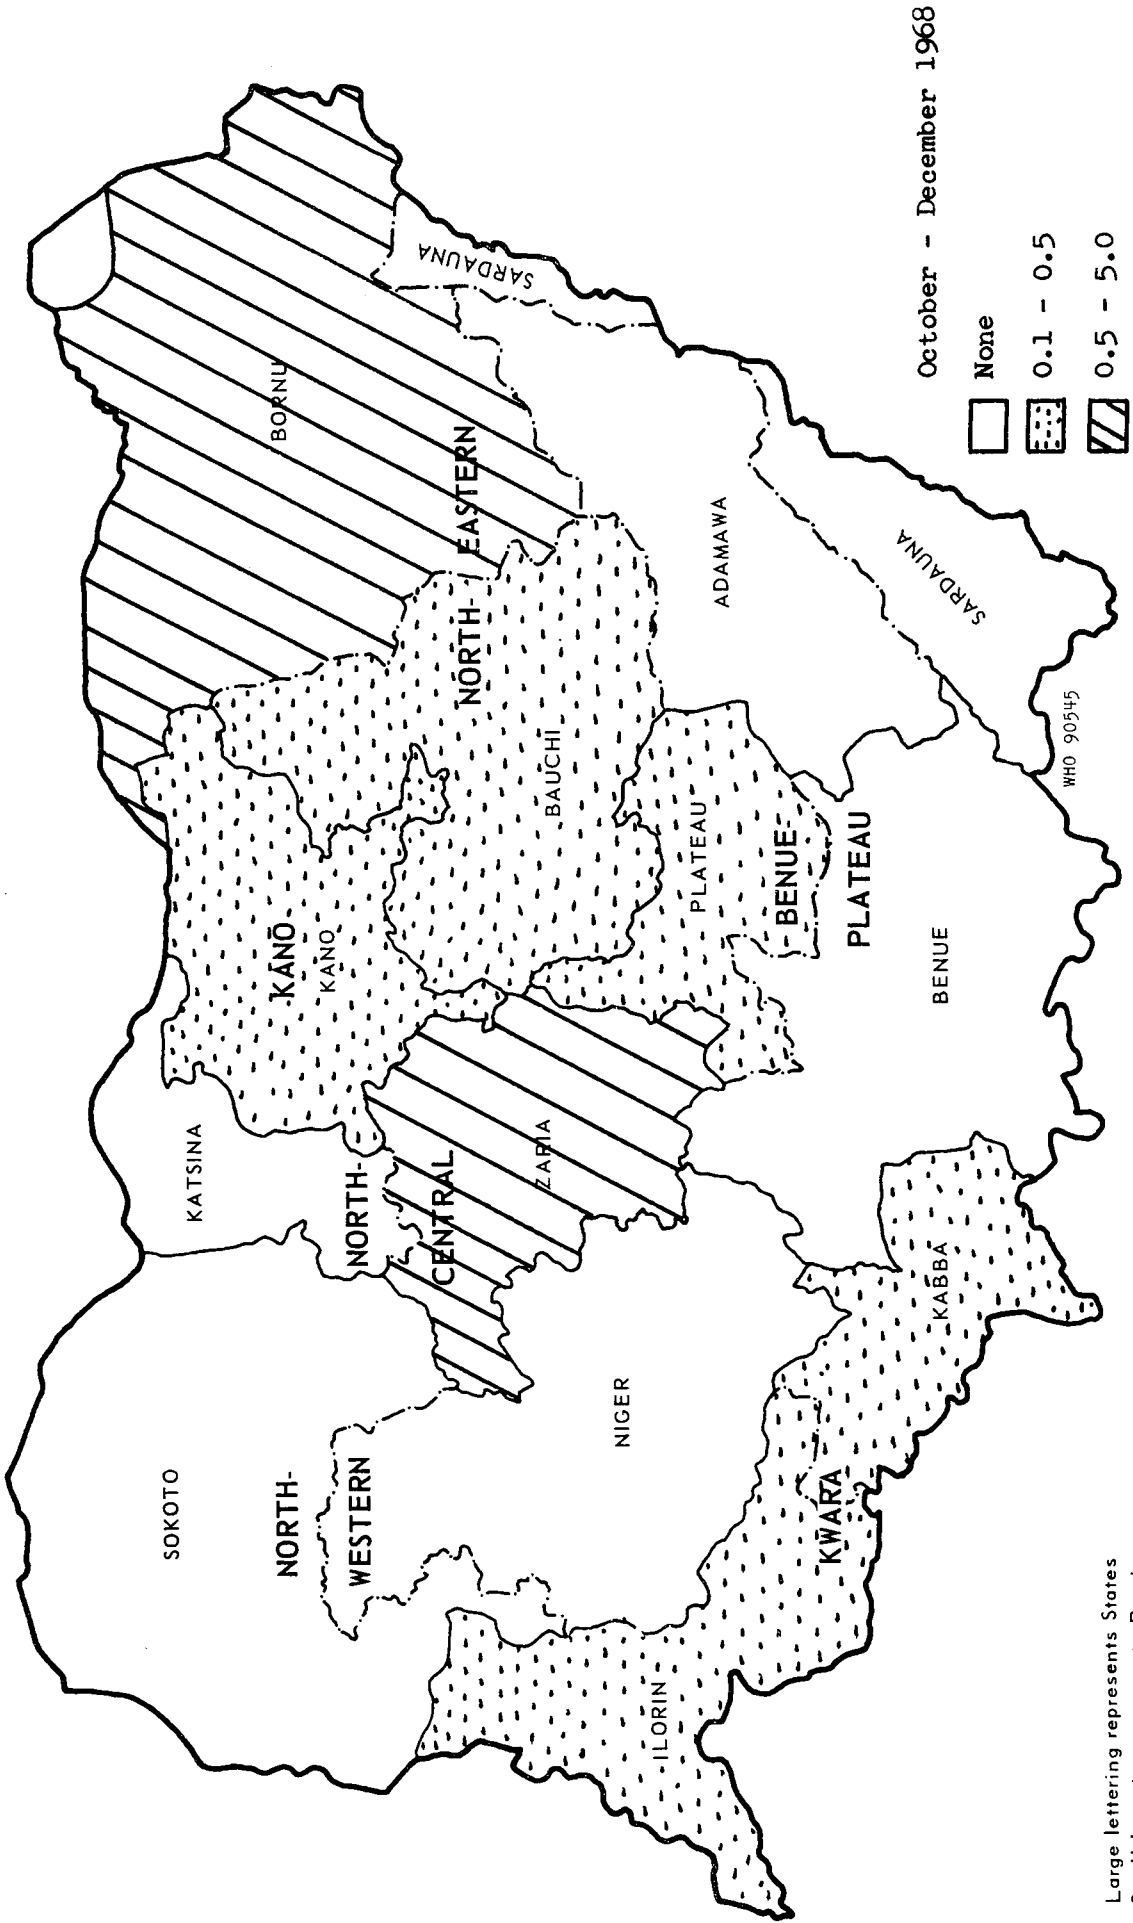 SOKOTO
KATSINA
NORTH-
WESTERN
NORTH-
CENTRAL
KANO
KANO
BORNU
NORTH-
EASTERN
ZARIA
BAUCHI
NIGER
PLATEAU
BENUE-
PLATEAU
ADAMAWA
SARDAUNA
SARDAUNA
ILORIN
KWARA
KABBA
BENUE
WHO 90545
October - December 1968
None
0.1 - 0.5
0.5 - 5.0
Large lettering represents States